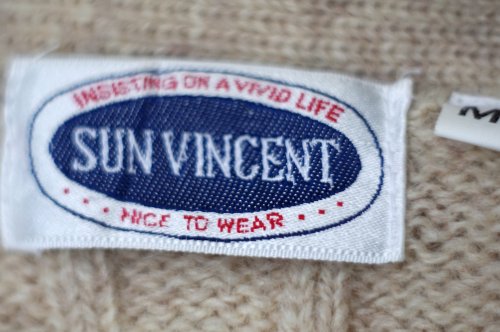 INSISTING ON A VIVID LIFE
SUN VINCENT
... NICE TO WEAR ...
M